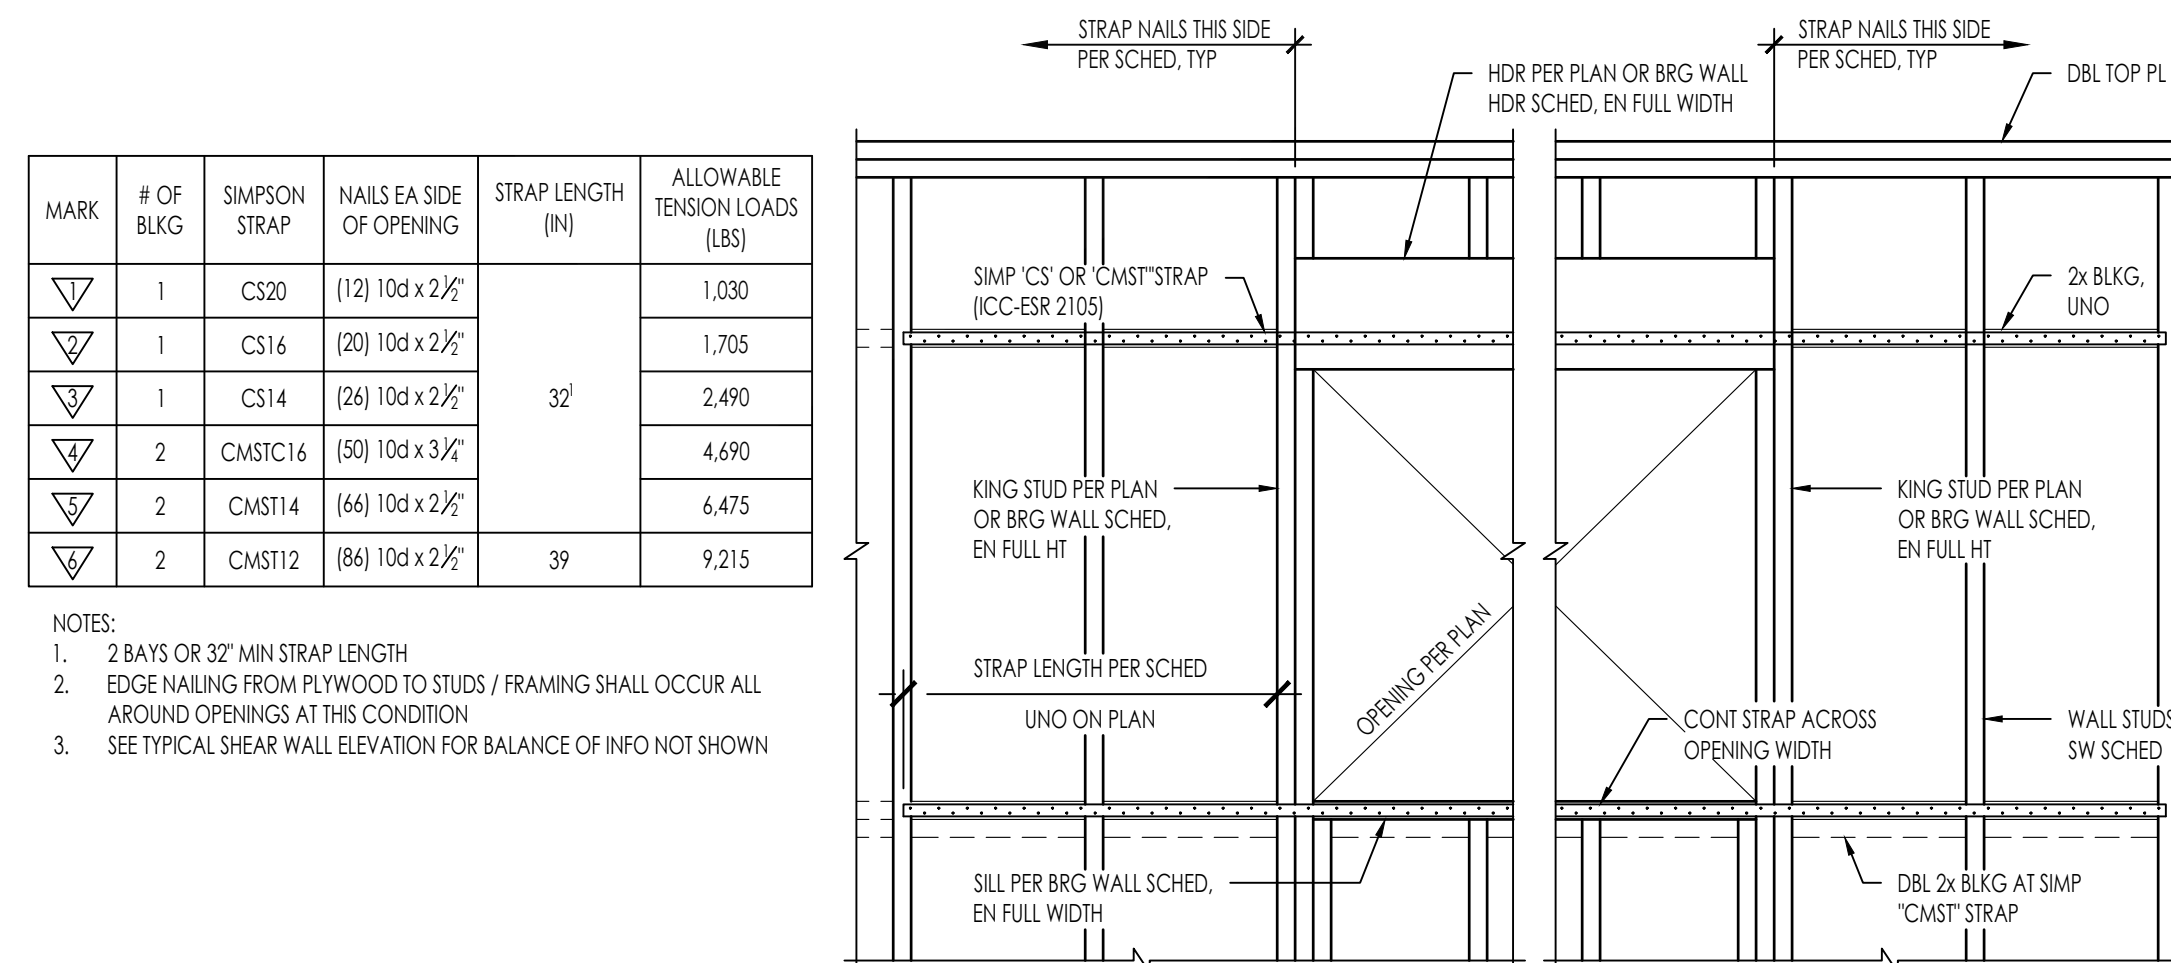 STRAP NAILS THIS SIDE
PER SCHED, TYP
STRAP NAILS THIS SIDE
PER SCHED, TYP
HDR PER PLAN OR BRG WALL
HDR SCHED, EN FULL WIDTH
DBL TOP PL
MARK
# OF
BLKG
SIMPSON
STRAP
NAILS EA SIDE
OF OPENING
STRAP LENGTH
(IN)
ALLOWABLE
TENSION LOADS
(LBS)
1 1 CS20 (12) 10d x 2½" 1,030
2 1 CS16 (20) 10d x 2½" 1,705
3 1 CS14 (26) 10d x 2½" 32¹ 2,490
4 2 CMSTC16 (50) 10d x 3¼" 4,690
5 2 CMST14 (66) 10d x 2½" 6,475
6 2 CMST12 (86) 10d x 2½" 39 9,215
NOTES:
1. 2 BAYS OR 32" MIN STRAP LENGTH
2. EDGE NAILING FROM PLYWOOD TO STUDS / FRAMING SHALL OCCUR ALL
AROUND OPENINGS AT THIS CONDITION
3. SEE TYPICAL SHEAR WALL ELEVATION FOR BALANCE OF INFO NOT SHOWN
SIMP 'CS' OR 'CMST'"STRAP
(ICC-ESR 2105)
2x BLKG,
UNO
KING STUD PER PLAN
OR BRG WALL SCHED,
EN FULL HT
KING STUD PER PLAN
OR BRG WALL SCHED,
EN FULL HT
STRAP LENGTH PER SCHED
UNO ON PLAN
OPENING PER PLAN
CONT STRAP ACROSS
OPENING WIDTH
WALL STUDS
SW SCHED
SILL PER BRG WALL SCHED,
EN FULL WIDTH
DBL 2x BLKG AT SIMP
"CMST" STRAP